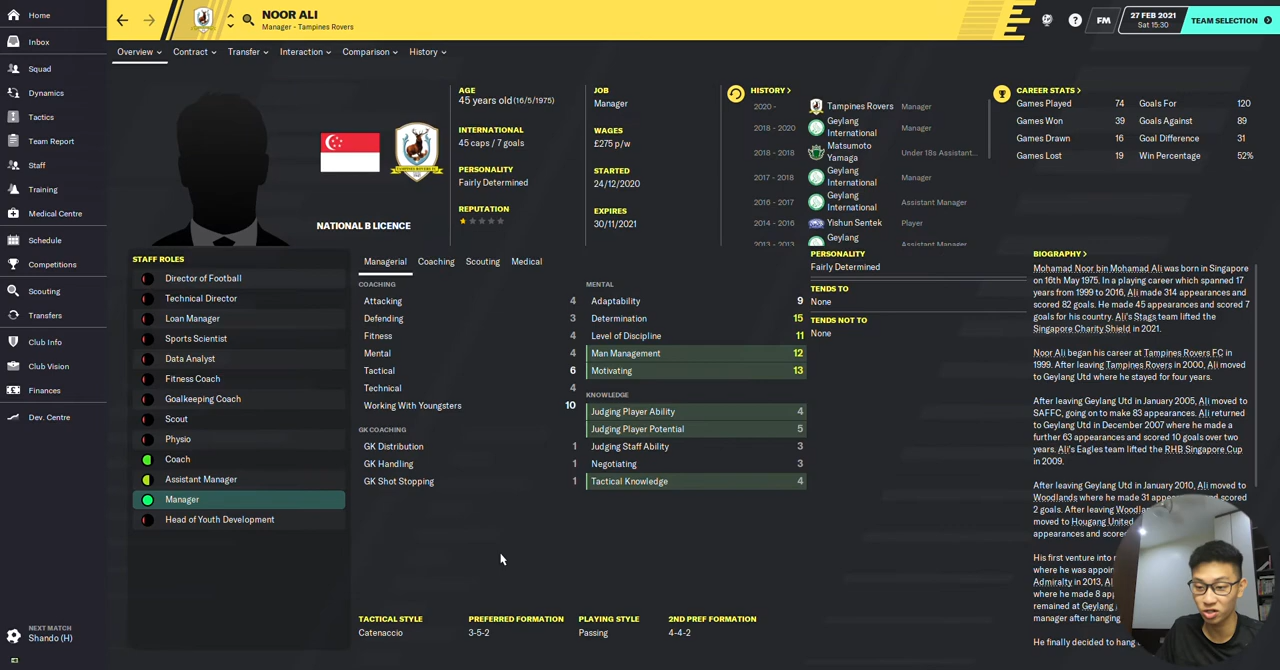 Home
Inbox
Squad
Dynamics
Tactics
Team Report
Staff
Training
Medical Centre
Schedule
Competitions
Scouting
Transfers
Club Info
Club Vision
Finances
Dev. Centre
NEXT MATCH
Shando (H)
NOOR ALI
Manager - Tampines Rovers
FM
27 FEB 2021
Sat 15:30
TEAM SELECTION
Overview
Contract
Transfer
Interaction
Comparison
History
NATIONAL B LICENCE
AGE
45 years old (16/5/1975)
INTERNATIONAL
45 caps / 7 goals
PERSONALITY
Fairly Determined
REPUTATION
JOB
Manager
WAGES
£275 p/w
STARTED
24/12/2020
EXPIRES
30/11/2021
HISTORY >
2020 - Tampines Rovers Manager
2018 - 2020 Geylang International Manager
2018 - 2018 Matsumoto Yamaga Under 18s Assistant...
2017 - 2018 Geylang International Manager
2016 - 2017 Geylang International Assistant Manager
2014 - 2016 Yishun Sentek Player
2013 - 2013 Geylang Assistant Manager
CAREER STATS >
Games Played 74 Goals For 120
Games Won 39 Goals Against 89
Games Drawn 16 Goal Difference 31
Games Lost 19 Win Percentage 52%
STAFF ROLES
Director of Football
Technical Director
Loan Manager
Sports Scientist
Data Analyst
Fitness Coach
Goalkeeping Coach
Scout
Physio
Coach
Assistant Manager
Manager
Head of Youth Development
Managerial
Coaching
Scouting
Medical
COACHING
Attacking 4
Defending 3
Fitness 4
Mental 4
Tactical 6
Technical 4
Working With Youngsters 10
GK COACHING
GK Distribution 1
GK Handling 1
GK Shot Stopping 1
MENTAL
Adaptability 9
Determination 15
Level of Discipline 11
Man Management 12
Motivating 13
KNOWLEDGE
Judging Player Ability 4
Judging Player Potential 5
Judging Staff Ability 3
Negotiating 3
Tactical Knowledge 4
TACTICAL STYLE
Catenaccio
PREFERRED FORMATION
3-5-2
PLAYING STYLE
Passing
2ND PREF FORMATION
4-4-2
PERSONALITY
Fairly Determined
TENDS TO
None
TENDS NOT TO
None
BIOGRAPHY >
Mohamad Noor bin Mohamad Ali was born in Singapore
on 16th May 1975. In a playing career which spanned 17
years from 1999 to 2016, Ali made 314 appearances and
scored 82 goals. He made 45 appearances and scored 7
goals for his country. Ali's Stags team lifted the
Singapore Charity Shield in 2021.
Noor Ali began his career at Tampines Rovers FC in
1999. After leaving Tampines Rovers in 2000, Ali moved
to Geylang Utd where he stayed for four years.
After leaving Geylang Utd in January 2005, Ali moved to
SAFFC, going on to make 83 appearances. Ali returned
to Geylang Utd in December 2007 where he made a
further 63 appearances and scored 10 goals over two
years. Ali's Eagles team lifted the RHB Singapore Cup
in 2009.
After leaving Geylang Utd in January 2010, Ali moved to
Woodlands where he made 31 scored
2 goals. After leaving
moved to Hougang United
appearances and
His first venture into
where he was
Admiralty in 2013,
where he made 8
remained at Geylang
manager after
He finally decided to